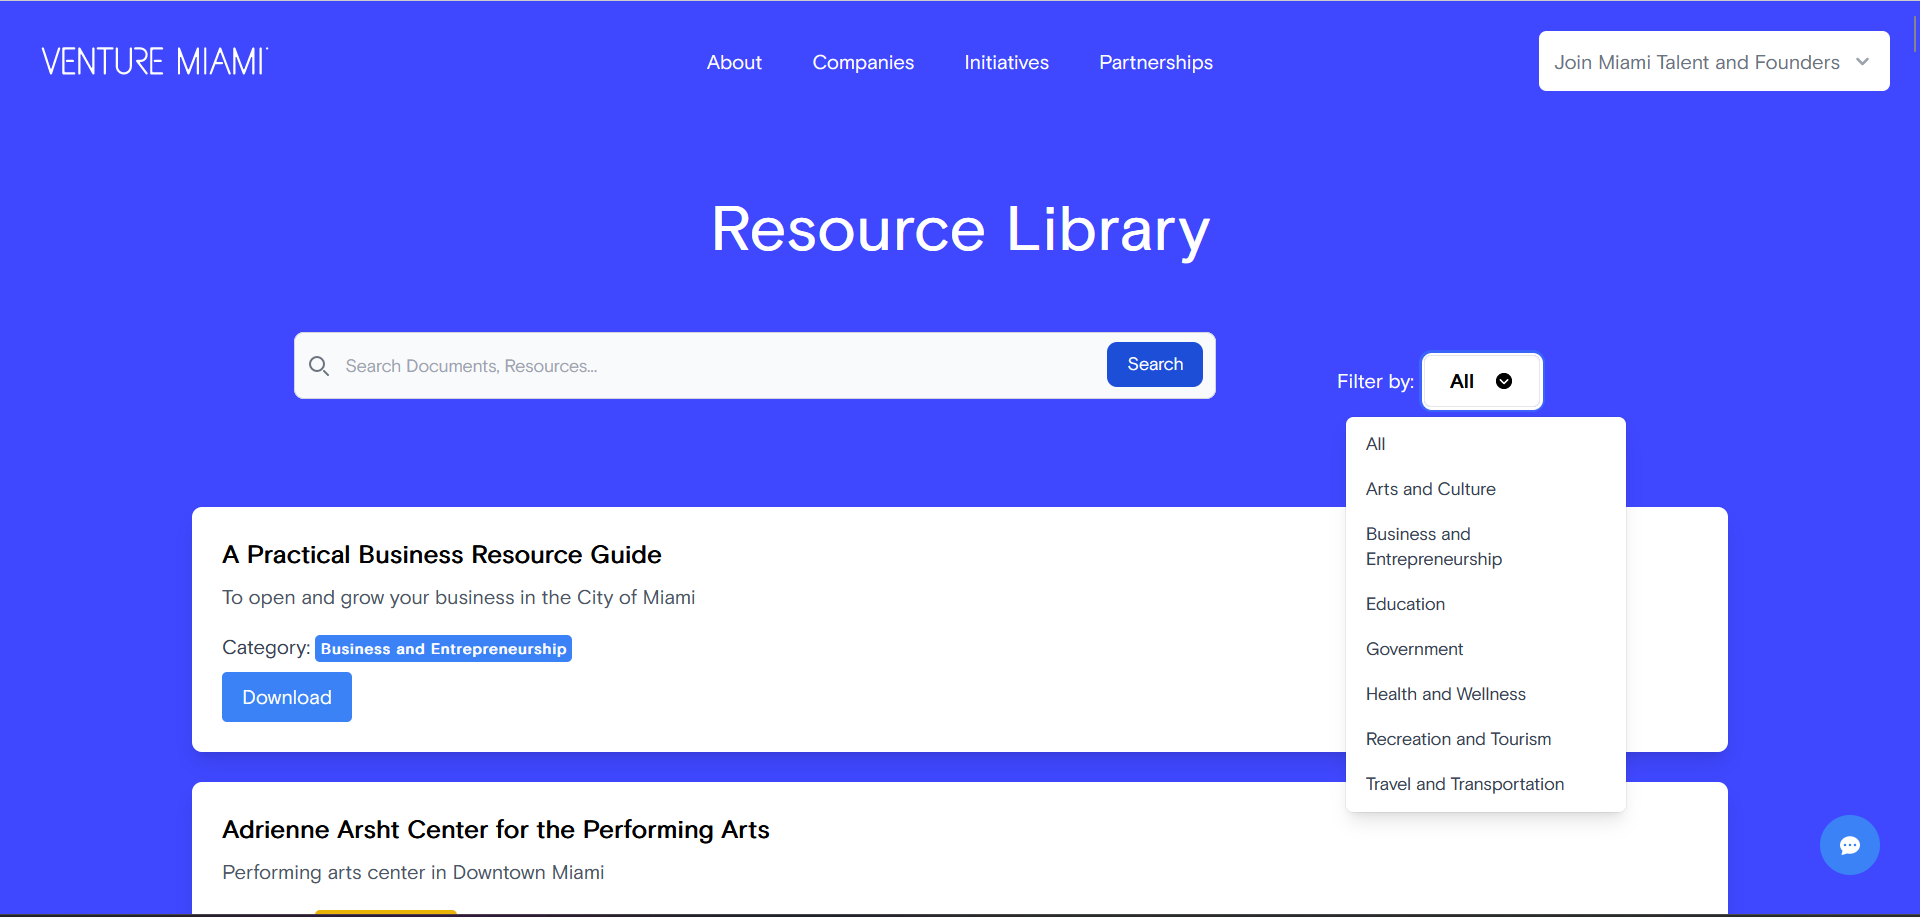 VENTURE MIAMI
About
Companies
Initiatives
Partnerships
Join Miami Talent and Founders
Resource Library
Search Documents, Resources...
Search
Filter by:
All
All
Arts and Culture
Business and
Entrepreneurship
Education
Government
Health and Wellness
Recreation and Tourism
Travel and Transportation
A Practical Business Resource Guide
To open and grow your business in the City of Miami
Category: Business and Entrepreneurship
Download
Adrienne Arsht Center for the Performing Arts
Performing arts center in Downtown Miami